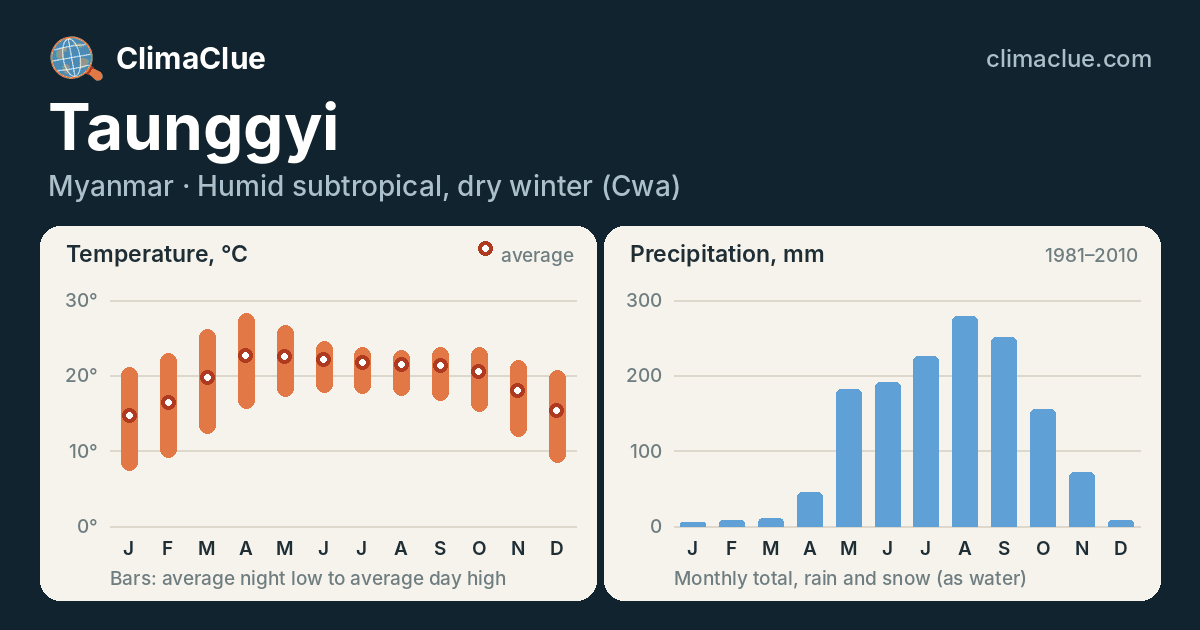 ClimaClue
climaclue.com
Taunggyi
Myanmar · Humid subtropical, dry winter (Cwa)
Temperature, °C
average
30°
20°
10°
0°
J F M A M J J A S O N D
Bars: average night low to average day high
Precipitation, mm
1981–2010
300
200
100
0
J F M A M J J A S O N D
Monthly total, rain and snow (as water)